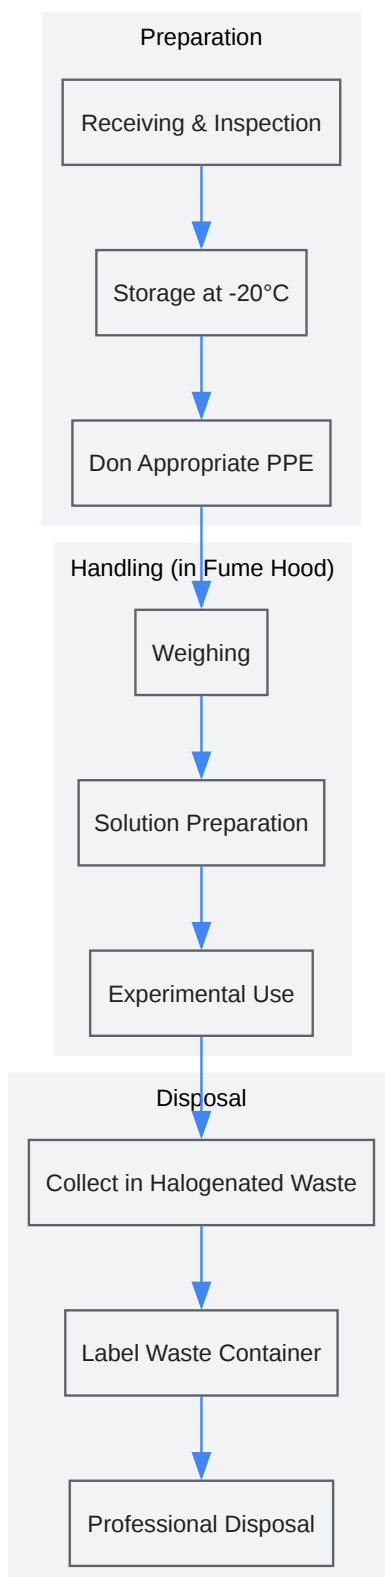 Preparation
Receiving & Inspection
Storage at -20°C
Don Appropriate PPE
Handling (in Fume Hood)
Weighing
Solution Preparation
Experimental Use
Disposal
Collect in Halogenated Waste
Label Waste Container
Professional Disposal